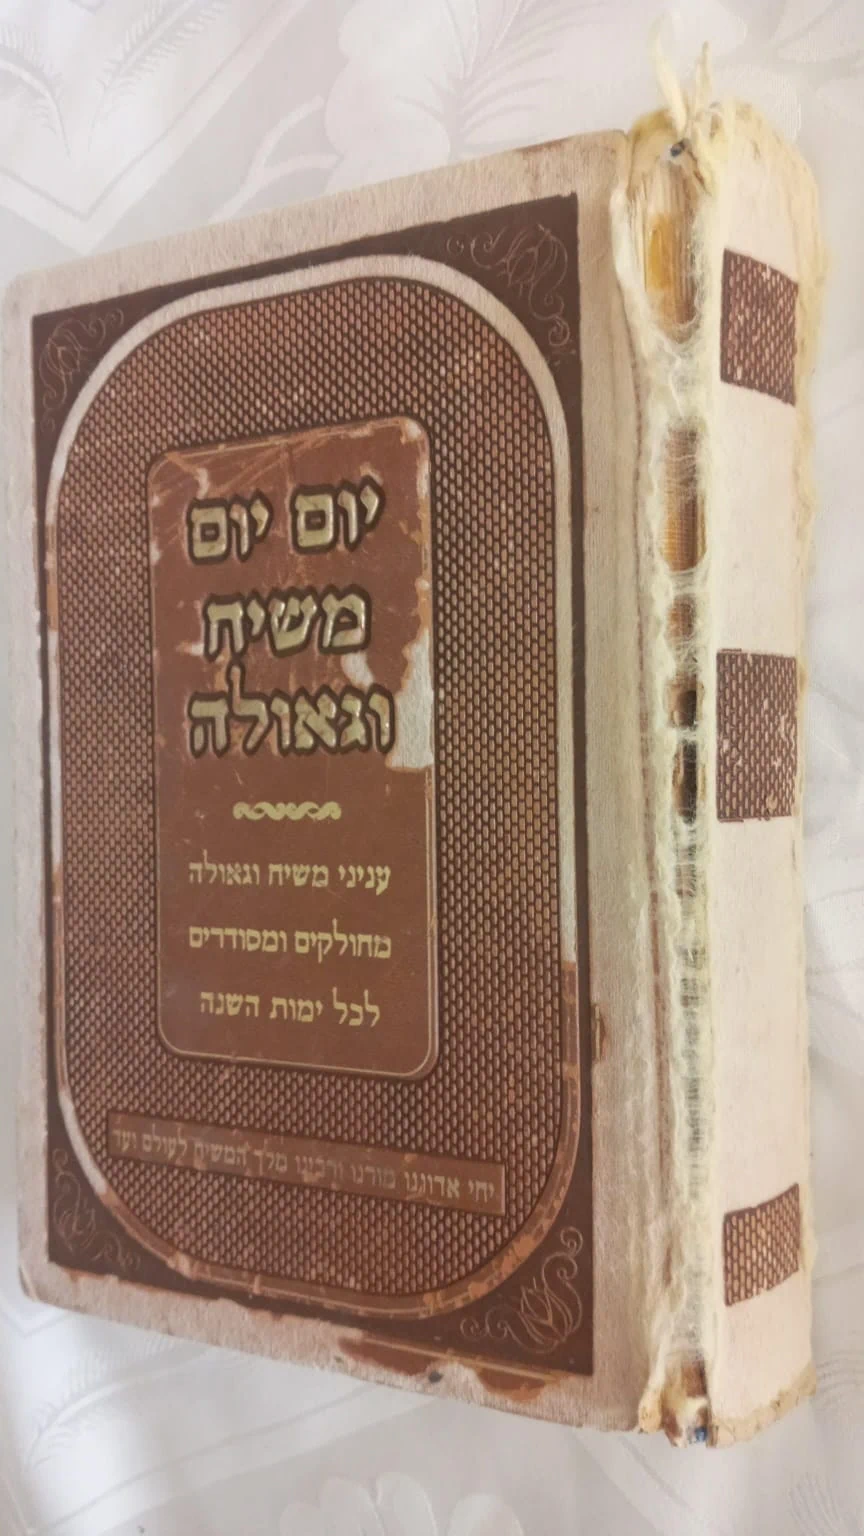 יום יום
משיח
וגאולה
עניני משיח וגאולה
מחולקים ומסודרים
לכל ימות השנה
יחי אדוננו מורנו ורבינו מלך המשיח לעולם ועד